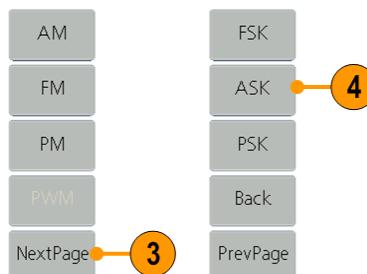 AM
FM
PM
PWM
NextPage
3
FSK
ASK
4
PSK
Back
PrevPage